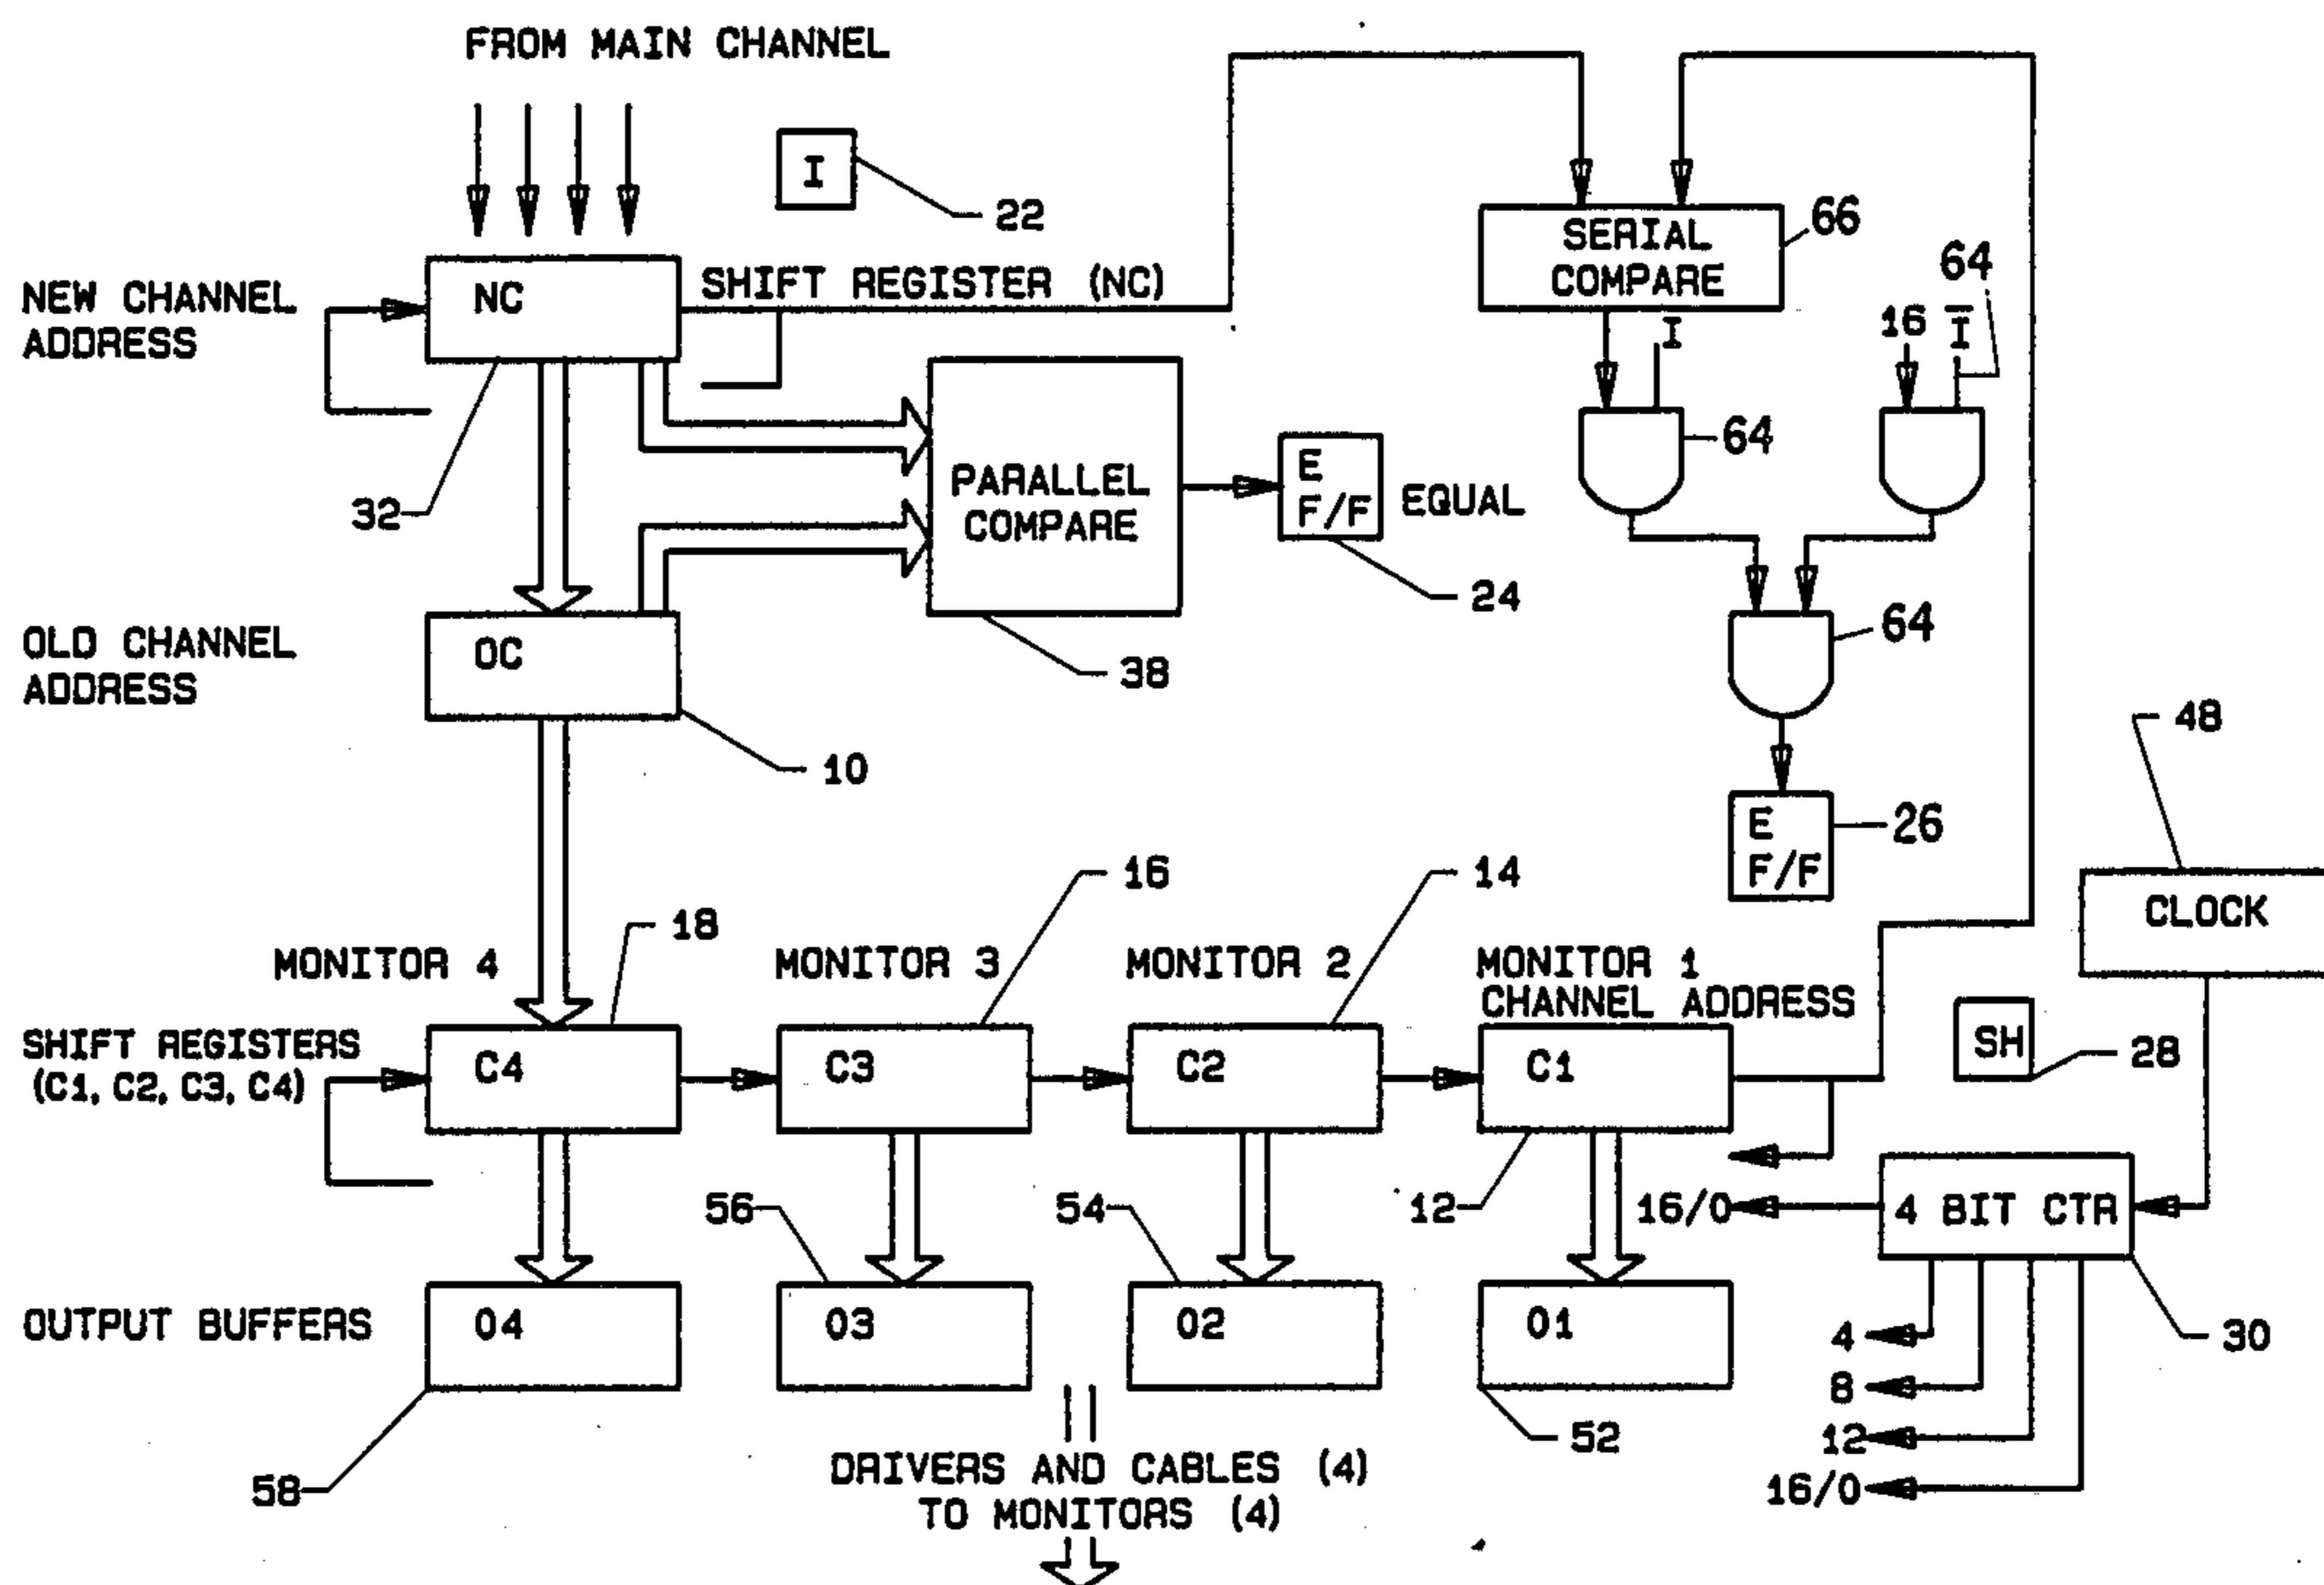 FROM MAIN CHANNEL
I
22
NEW CHANNEL
ADDRESS
NC
SHIFT REGISTER (NC)
SERIAL
COMPARE
66
64
I
16 I̅
64
32
PARALLEL
COMPARE
E
F/F
EQUAL
24
38
OLD CHANNEL
ADDRESS
OC
10
64
E
F/F
26
48
CLOCK
MONITOR 4
18
MONITOR 3
16
MONITOR 2
14
MONITOR 1
CHANNEL ADDRESS
SHIFT REGISTERS
(C1, C2, C3, C4)
C4
C3
C2
C1
SH
28
56
54
12
16/0
4 BIT CTR
30
OUTPUT BUFFERS
04
03
02
01
4
8
12
16/0
58
52
DRIVERS AND CABLES (4)
TO MONITORS (4)